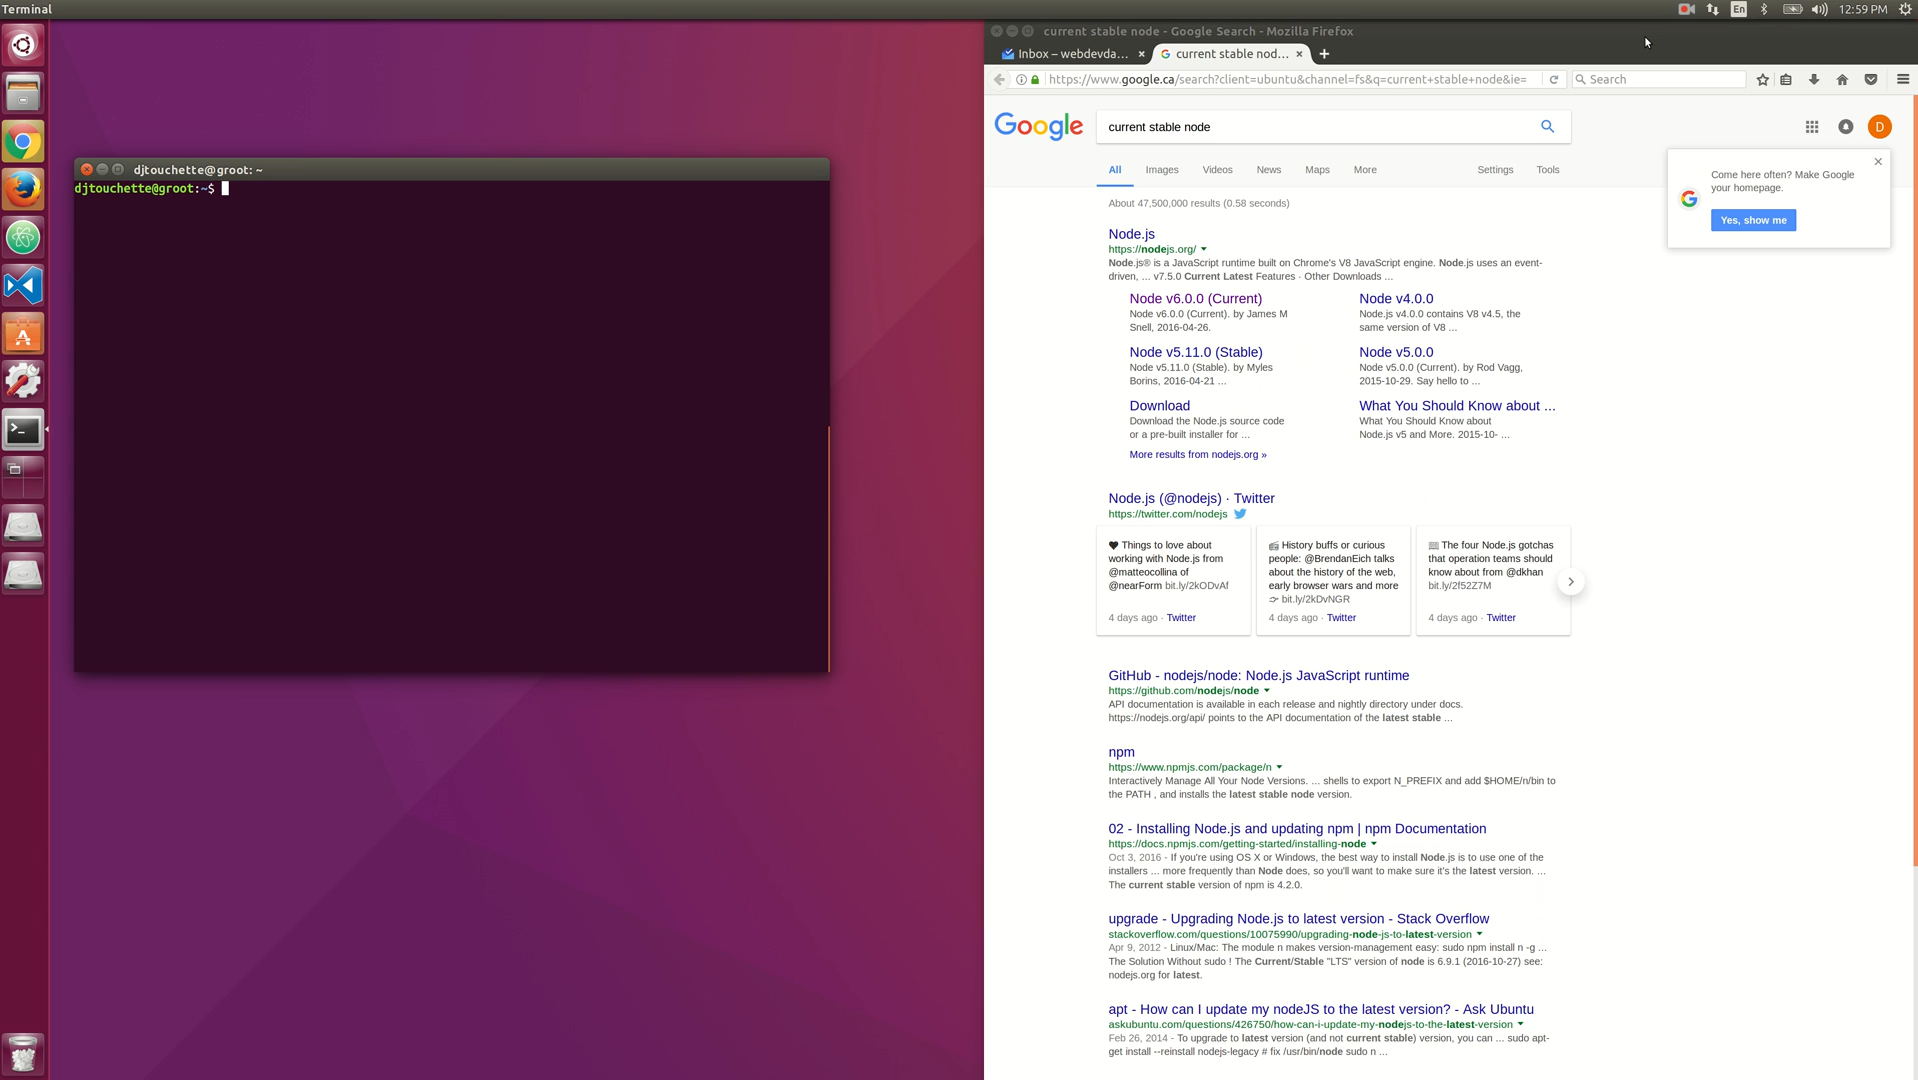 Terminal
En
12:59 PM
djtouchette@groot: ~
djtouchette@groot:~$
current stable node - Google Search - Mozilla Firefox
Inbox – webdevda...
current stable nod...
https://www.google.ca/search?client=ubuntu&channel=fs&q=current+stable+node&ie=
Search
Google
current stable node
D
All Images Videos News Maps More Settings Tools
Come here often? Make Google
your homepage.
Yes, show me
About 47,500,000 results (0.58 seconds)
Node.js
https://nodejs.org/
Node.js® is a JavaScript runtime built on Chrome's V8 JavaScript engine. Node.js uses an event-
driven, ... v7.5.0 Current Latest Features · Other Downloads ...
Node v6.0.0 (Current)
Node v6.0.0 (Current). by James M
Snell, 2016-04-26.
Node v4.0.0
Node.js v4.0.0 contains V8 v4.5, the
same version of V8 ...
Node v5.11.0 (Stable)
Node v5.11.0 (Stable). by Myles
Borins, 2016-04-21 ...
Node v5.0.0
Node v5.0.0 (Current). by Rod Vagg,
2015-10-29. Say hello to ...
Download
Download the Node.js source code
or a pre-built installer for ...
What You Should Know about ...
What You Should Know about
Node.js v5 and More. 2015-10- ...
More results from nodejs.org »
Node.js (@nodejs) · Twitter
https://twitter.com/nodejs
Things to love about
working with Node.js from
@matteocollina of
@nearForm bit.ly/2kODvAf
4 days ago · Twitter
History buffs or curious
people: @BrendanEich talks
about the history of the web,
early browser wars and more
bit.ly/2kDvNGR
4 days ago · Twitter
The four Node.js gotchas
that operation teams should
know about from @dkhan
bit.ly/2f52Z7M
4 days ago · Twitter
GitHub - nodejs/node: Node.js JavaScript runtime
https://github.com/nodejs/node
API documentation is available in each release and nightly directory under docs.
https://nodejs.org/api/ points to the API documentation of the latest stable ...
npm
https://www.npmjs.com/package/n
Interactively Manage All Your Node Versions. ... shells to export N_PREFIX and add $HOME/n/bin to
the PATH , and installs the latest stable node version.
02 - Installing Node.js and updating npm | npm Documentation
https://docs.npmjs.com/getting-started/installing-node
Oct 3, 2016 - If you're using OS X or Windows, the best way to install Node.js is to use one of the
installers ... more frequently than Node does, so you'll want to make sure it's the latest version. ...
The current stable version of npm is 4.2.0.
upgrade - Upgrading Node.js to latest version - Stack Overflow
stackoverflow.com/questions/10075990/upgrading-node-js-to-latest-version
Apr 9, 2012 - Linux/Mac: The module n makes version-management easy: sudo npm install n -g ...
The Solution Without sudo ! The Current/Stable "LTS" version of node is 6.9.1 (2016-10-27) see:
nodejs.org for latest.
apt - How can I update my nodeJS to the latest version? - Ask Ubuntu
askubuntu.com/questions/426750/how-can-i-update-my-nodejs-to-the-latest-version
Feb 26, 2014 - To upgrade to latest version (and not current stable) version, you can ... sudo apt-
get install --reinstall nodejs-legacy # fix /usr/bin/node sudo n ...